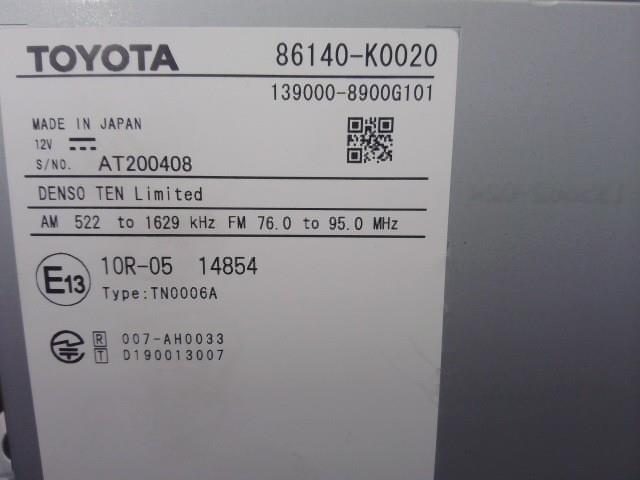 TOYOTA 86140-K0020
139000-8900G101
MADE IN JAPAN
12V
S/NO. AT200408
DENSO TEN Limited
AM 522 to 1629 kHz FM 76.0 to 95.0 MHz
E13 10R-05 14854
Type:TN0006A
R 007-AH0033
T D190013007